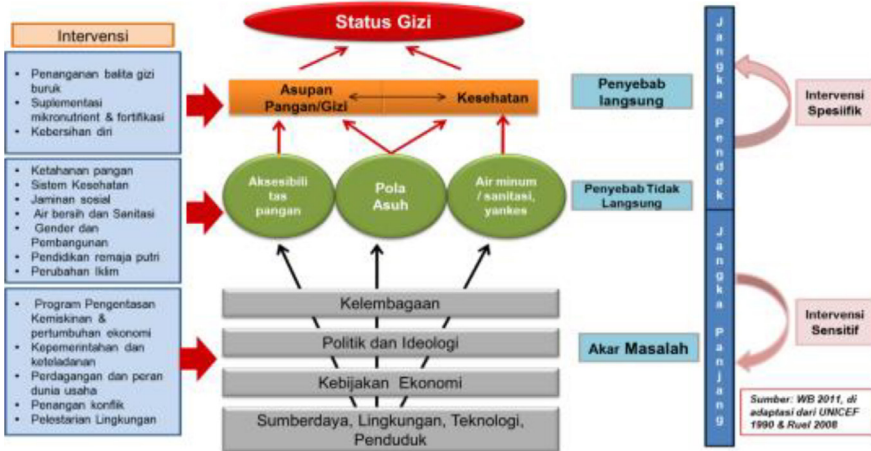 Status Gizi
Intervensi
• Penanganan balita gizi
buruk
• Suplementasi
mikronutrient & fortifikasi
• Kebersihan diri
Asupan
Pangan/Gizi
Kesehatan
Penyebab
langsung
Intervensi
Spesiifik
• Ketahanan pangan
• Sistem Kesehatan
• Jaminan sosial
• Air bersih dan Sanitasi
• Gender dan
Pembangunan
• Pendidikan remaja putri
• Perubahan Iklim
Aksesibili
tas
pangan
Pola
Asuh
Air minum
/ sanitasi,
yankes
Penyebab Tidak
Langsung
Jangka Pendek
• Program Pengentasan
Kemiskinan &
pertumbuhan ekonomi
• Kepemerintahan dan
keteladanan
• Perdagangan dan peran
dunia usaha
• Penangan konflik
• Pelestarian Lingkungan
Kelembagaan
Politik dan Ideologi
Kebijakan Ekonomi
Sumberdaya, Lingkungan, Teknologi,
Penduduk
Akar Masalah
Jangka Panjang
Intervensi
Sensitif
Sumber: WB 2011, di
adaptasi dari UNICEF
1990 & Ruel 2008